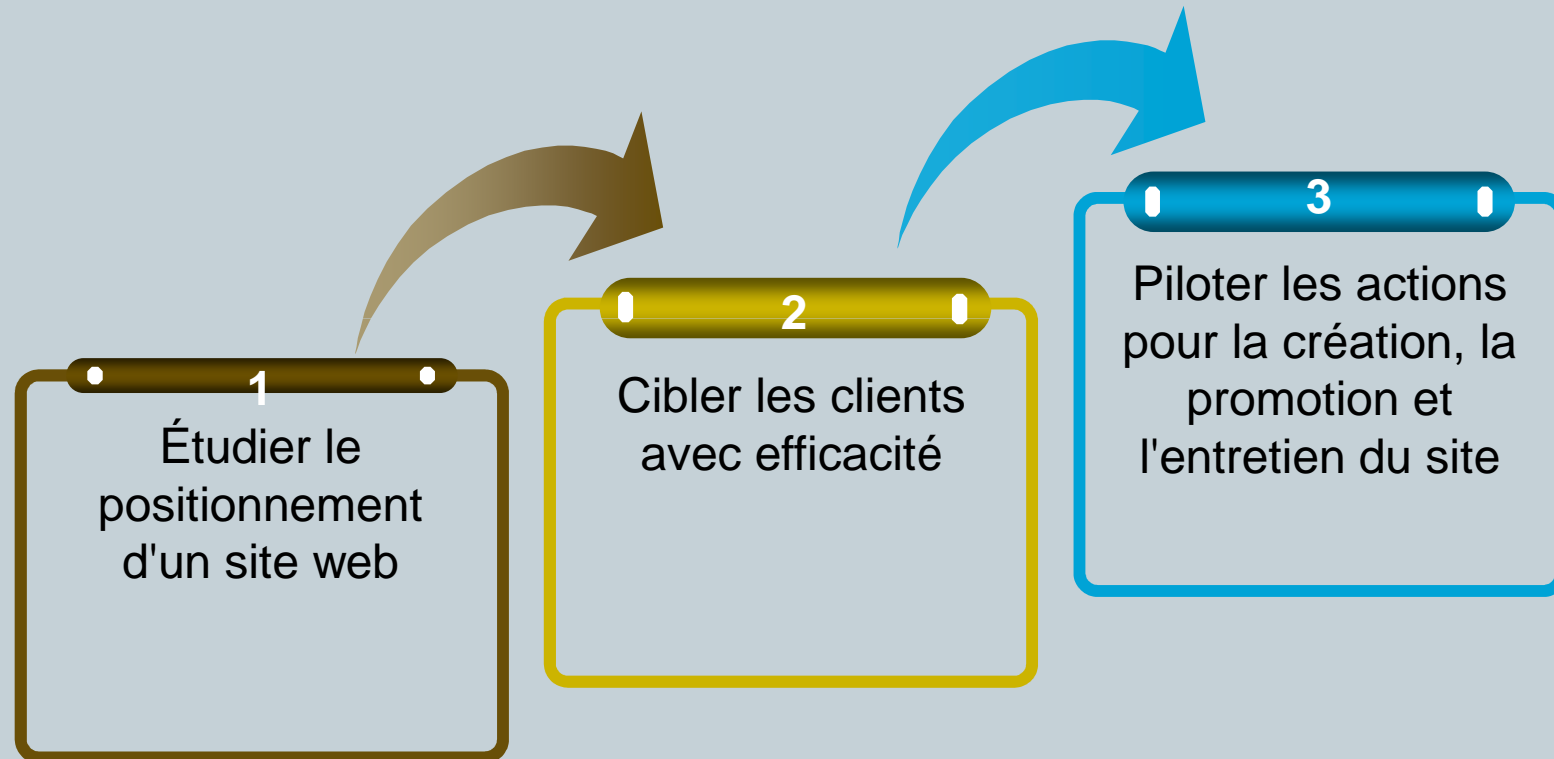 1
Étudier le
positionnement
d'un site web
2
Cibler les clients
avec efficacité
3
Piloter les actions
pour la création, la
promotion et
l'entretien du site